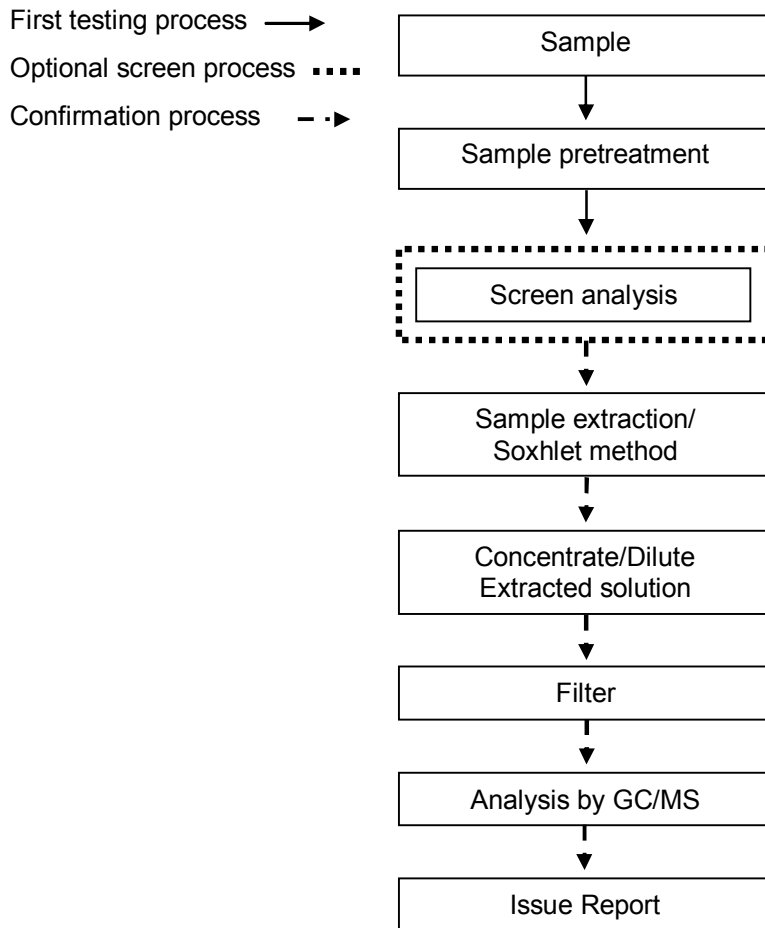 First testing process
Optional screen process
Confirmation process
Sample
Sample pretreatment
Screen analysis
Sample extraction/
Soxhlet method
Concentrate/Dilute
Extracted solution
Filter
Analysis by GC/MS
Issue Report